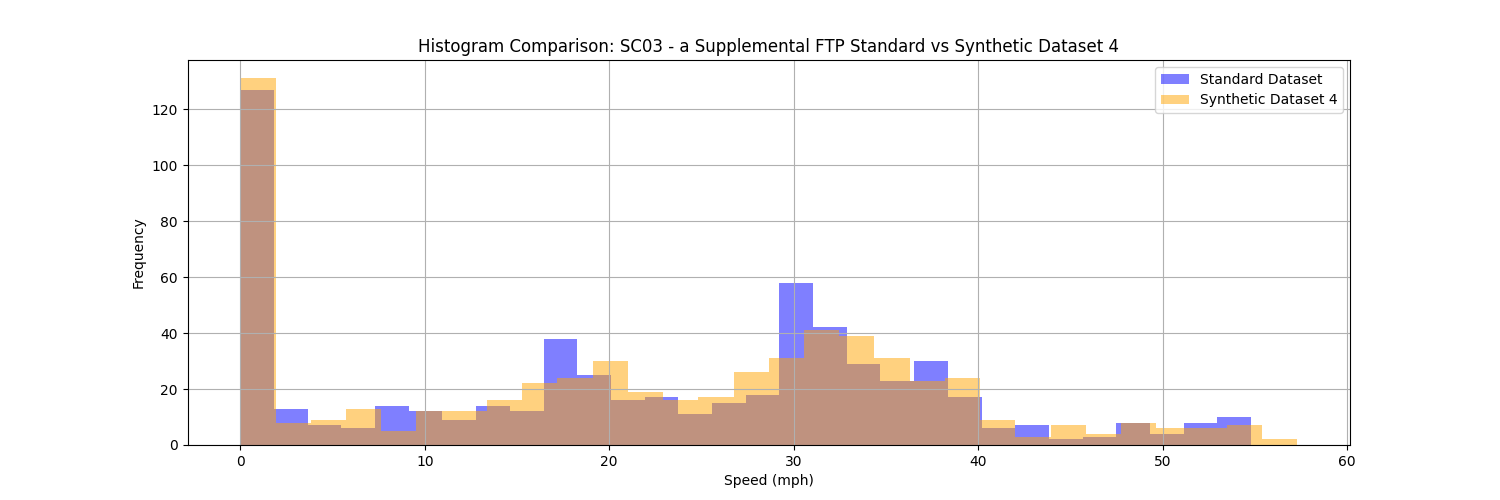 Histogram Comparison: SC03 - a Supplemental FTP Standard vs Synthetic Dataset 4
Standard Dataset
Synthetic Dataset 4
120
100
80
60
40
20
0
Frequency
0 10 20 30 40 50 60
Speed (mph)